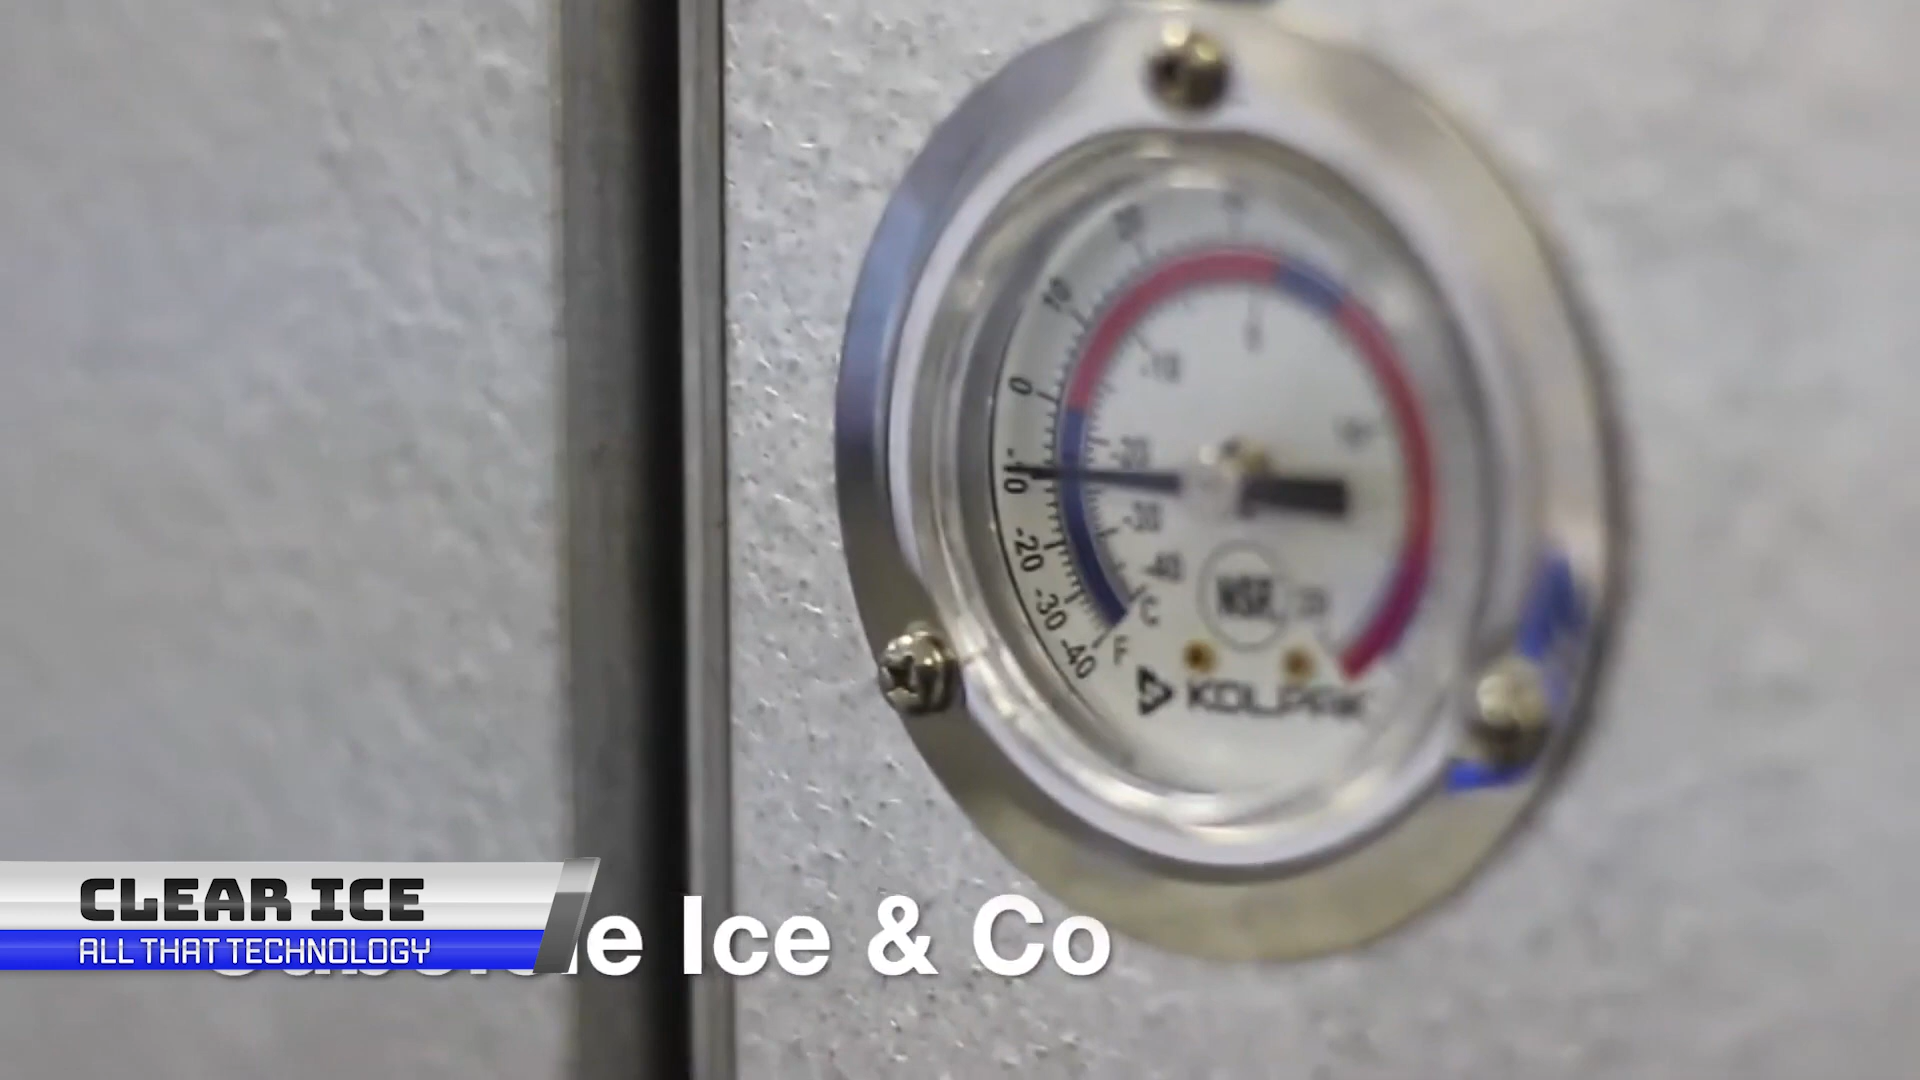 10
0
-10
-20
-30
-40
-10
-20
-30
-40
C
F
NSF
KOLPAK
CLEAR ICE
ALL THAT TECHNOLOGY
Ice & Co